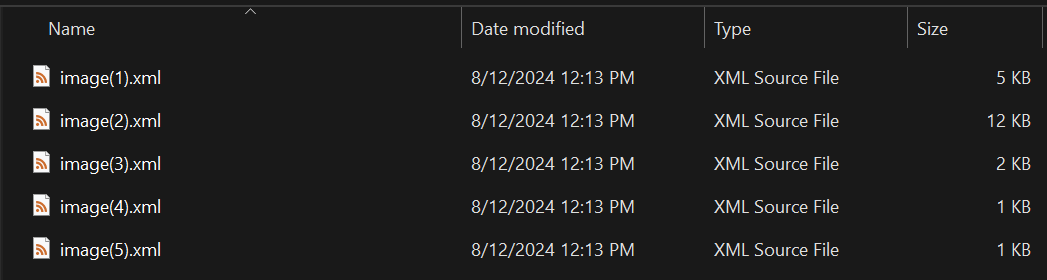 Name Date modified Type Size
image(1).xml 8/12/2024 12:13 PM XML Source File 5 KB
image(2).xml 8/12/2024 12:13 PM XML Source File 12 KB
image(3).xml 8/12/2024 12:13 PM XML Source File 2 KB
image(4).xml 8/12/2024 12:13 PM XML Source File 1 KB
image(5).xml 8/12/2024 12:13 PM XML Source File 1 KB